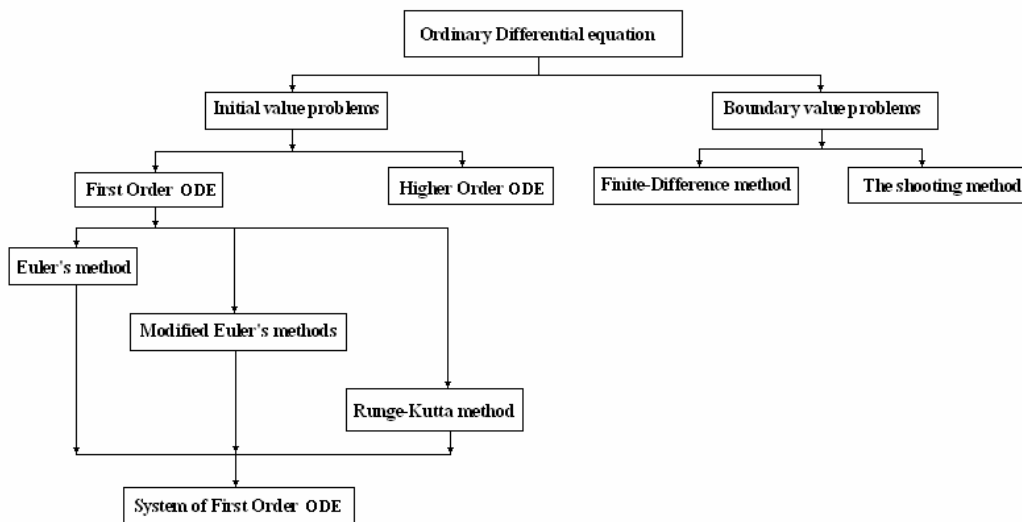 Ordinary Differential equation
Initial value problems
Boundary value problems
First Order ODE
Higher Order ODE
Finite-Difference method
The shooting method
Euler's method
Modified Euler's methods
Runge-Kutta method
System of First Order ODE